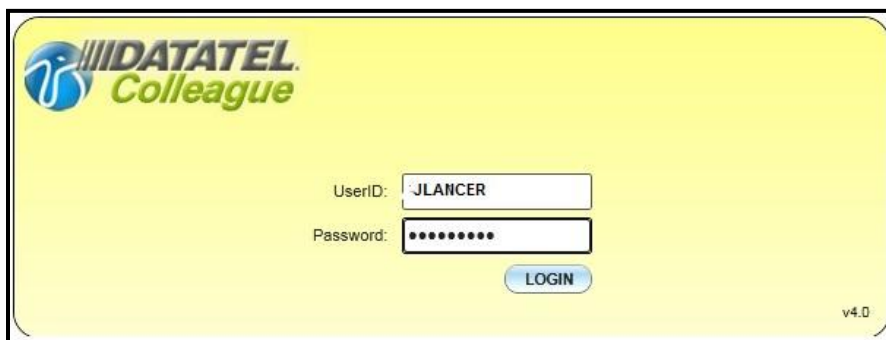 DATATEL.
Colleague
UserID: JLANCER
Password: •••••••••
LOGIN
v4.0